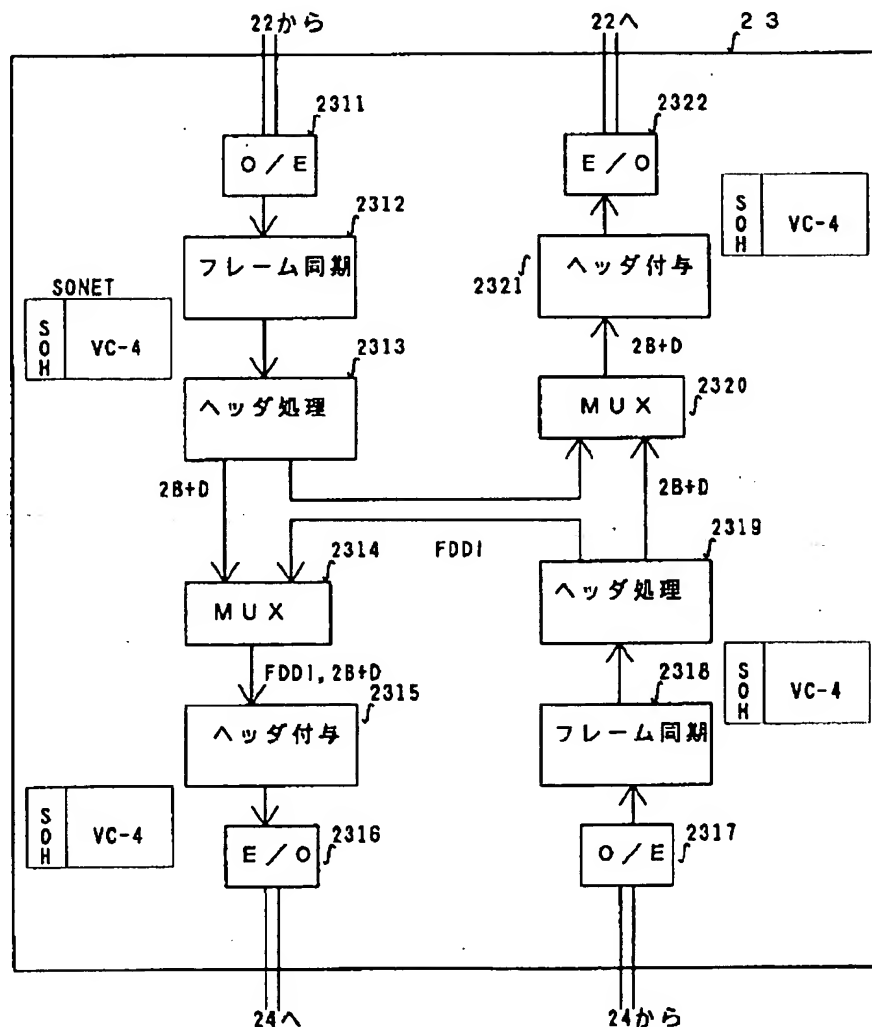 22から
22へ
23
2311
O/E
2322
E/O
2312
フレーム同期
SOH
VC-4
2321
ヘッダ付与
SONET
SOH
VC-4
2313
ヘッダ処理
2B+D
2320
MUX
2B+D
2B+D
FDDI
2319
ヘッダ処理
2314
MUX
FDDI,2B+D
2318
フレーム同期
SOH
VC-4
2315
ヘッダ付与
SOH
VC-4
2316
E/O
2317
O/E
24へ
24から